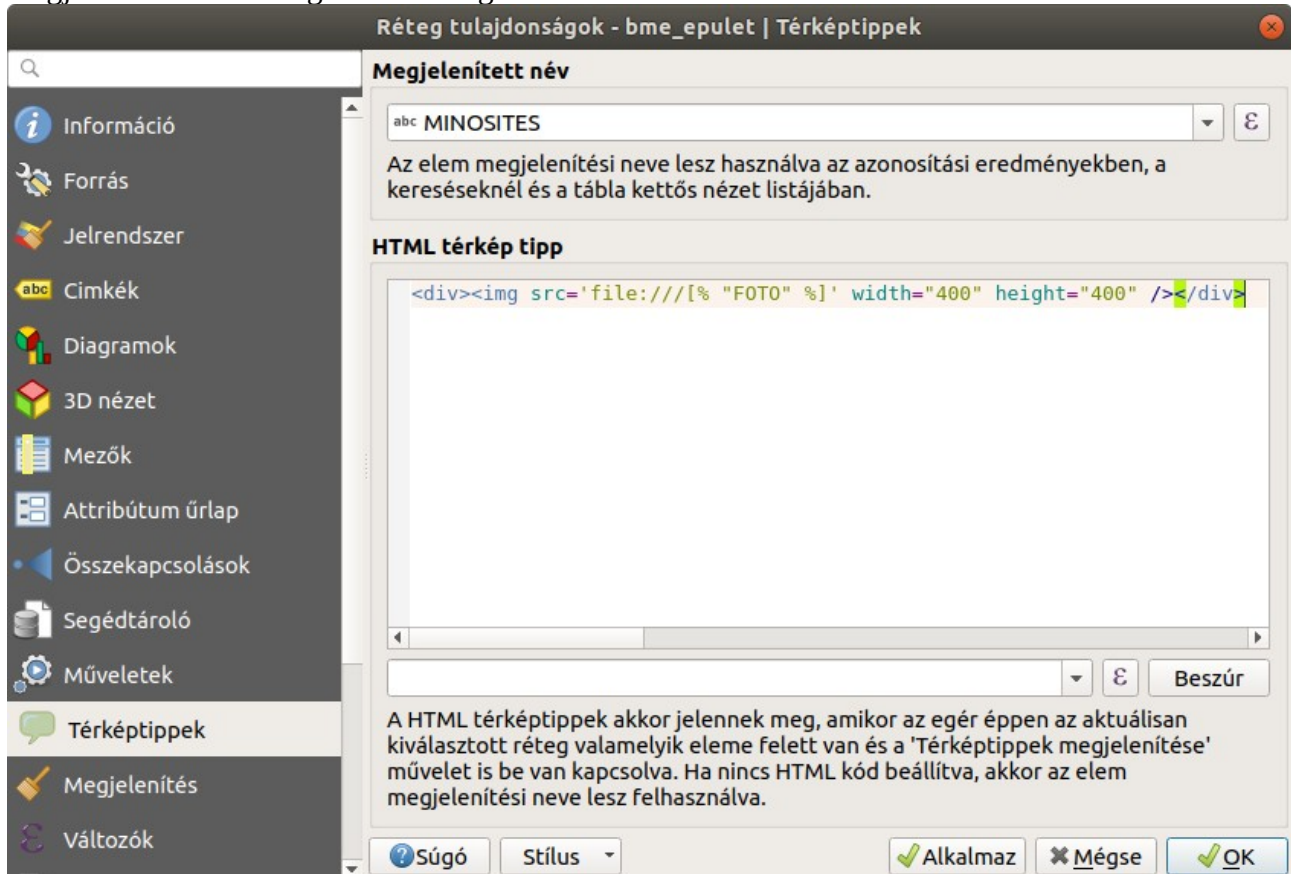 Réteg tulajdonságok - bme_epulet | Térképtippek
Információ
Forrás
Jelrendszer
abc Cimkék
Diagramok
3D nézet
Mezők
Attribútum űrlap
Összekapcsolások
Segédtároló
Műveletek
Térképtippek
Megjelenítés
Változók
Megjelenített név
abc MINOSITES
ε
Az elem megjelenítési neve lesz használva az azonosítási eredményekben, a
kereséseknél és a tábla kettős nézet listájában.
HTML térkép tipp
<div><img src='file:///[% "FOTO" %]' width="400" height="400" /></div>
ε
Beszúr
A HTML térképtippek akkor jelennek meg, amikor az egér éppen az aktuálisan
kiválasztott réteg valamelyik eleme felett van és a 'Térképtippek megjelenítése'
művelet is be van kapcsolva. Ha nincs HTML kód beállítva, akkor az elem
megjelenítési neve lesz felhasználva.
Súgó
Stílus
Alkalmaz
Mégse
OK